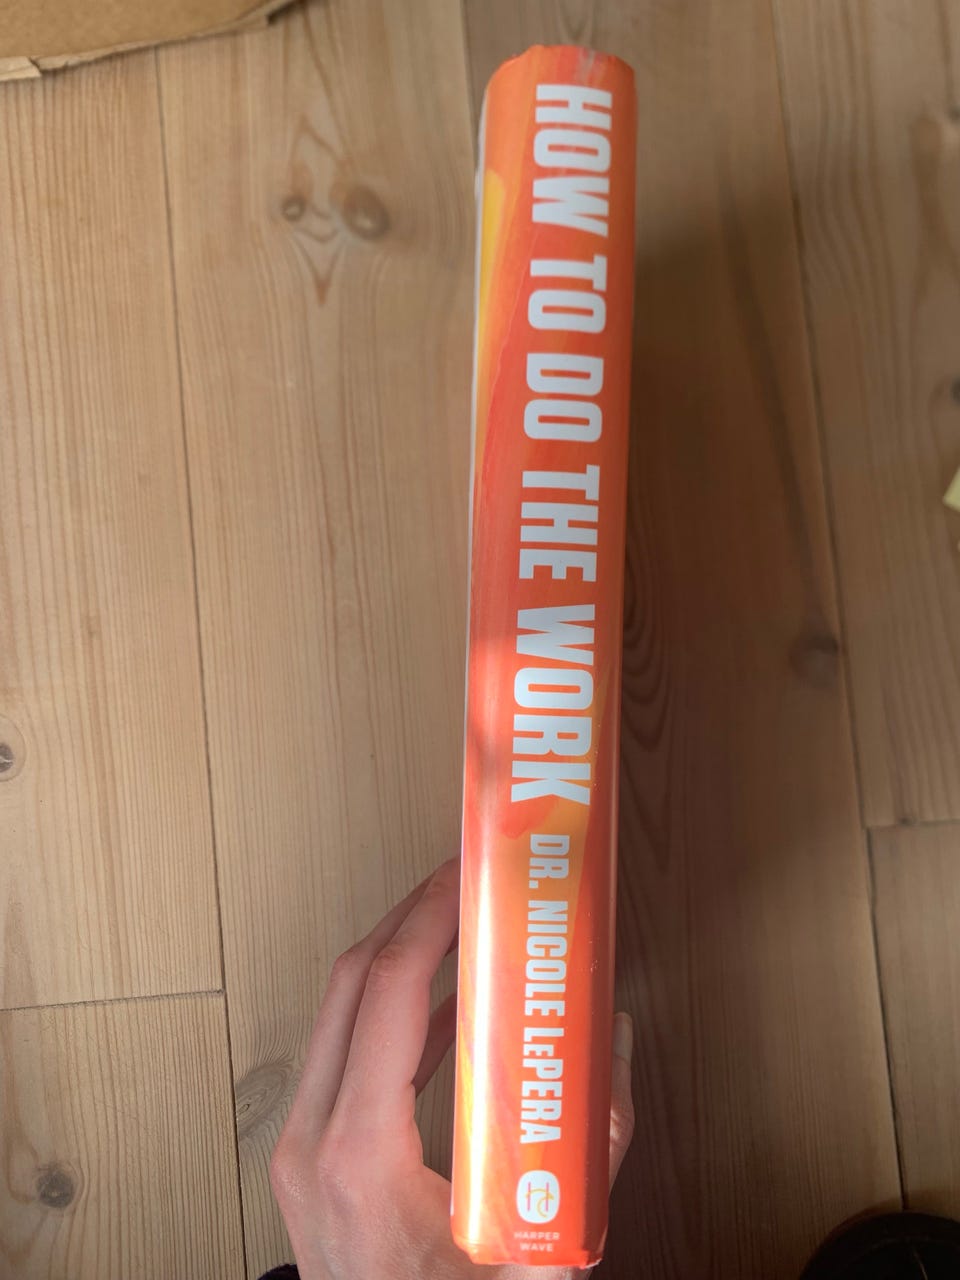 HOW TO DO THE WORK DR. NICOLE LePERA
HARPER
WAVE